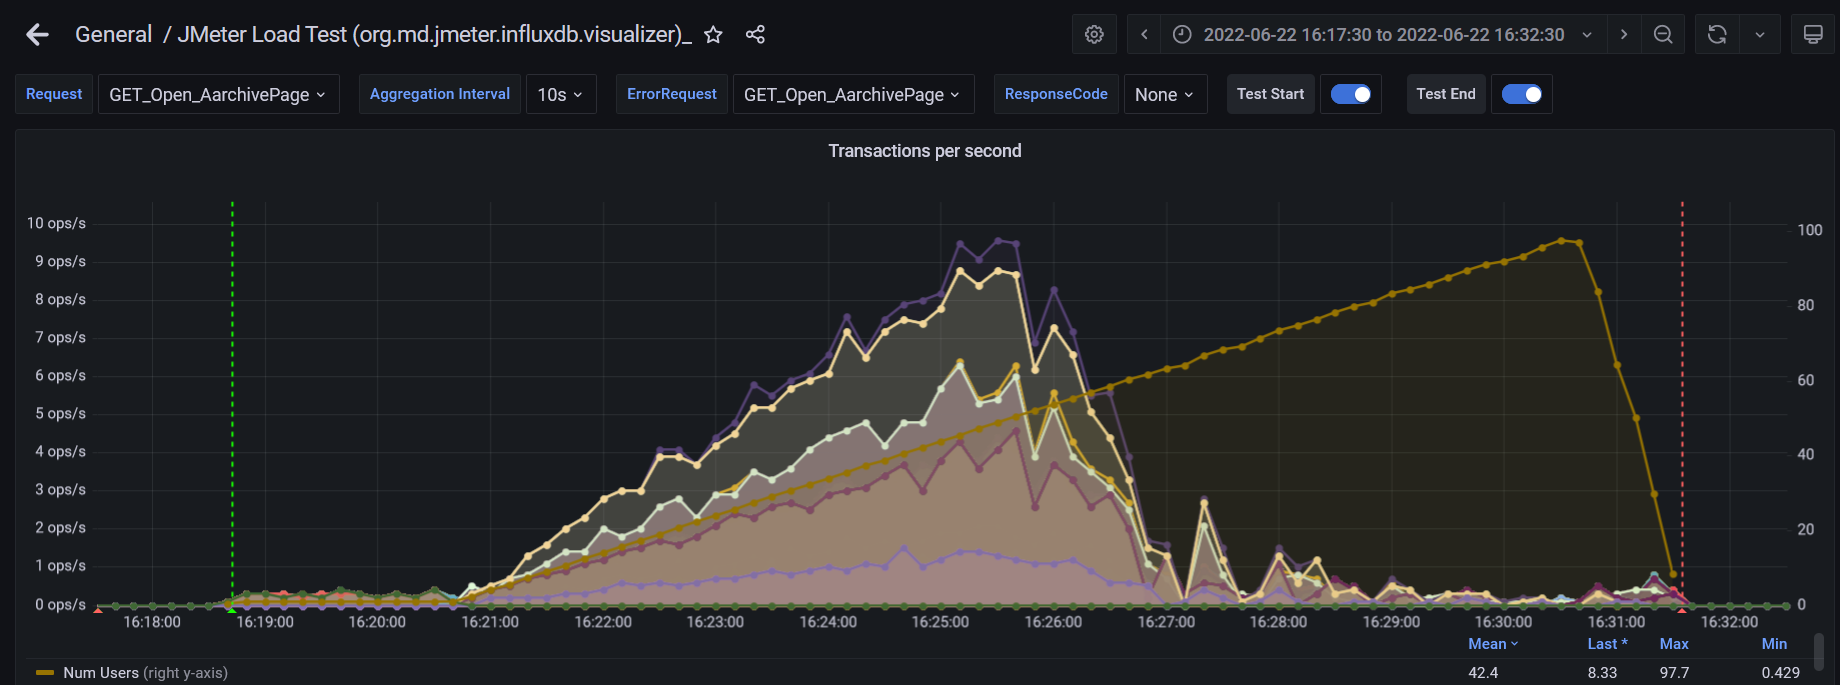 General / JMeter Load Test (org.md.jmeter.influxdb.visualizer)_ 2022-06-22 16:17:30 to 2022-06-22 16:32:30
Request GET_Open_AarchivePage Aggregation Interval 10s ErrorRequest GET_Open_AarchivePage ResponseCode None Test Start Test End
Transactions per second
10 ops/s
9 ops/s
8 ops/s
7 ops/s
6 ops/s
5 ops/s
4 ops/s
3 ops/s
2 ops/s
1 ops/s
0 ops/s
100
80
60
40
20
0
16:18:00 16:19:00 16:20:00 16:21:00 16:22:00 16:23:00 16:24:00 16:25:00 16:26:00 16:27:00 16:28:00 16:29:00 16:30:00 16:31:00 16:32:00
Mean Last * Max Min
Num Users (right y-axis) 42.4 8.33 97.7 0.429